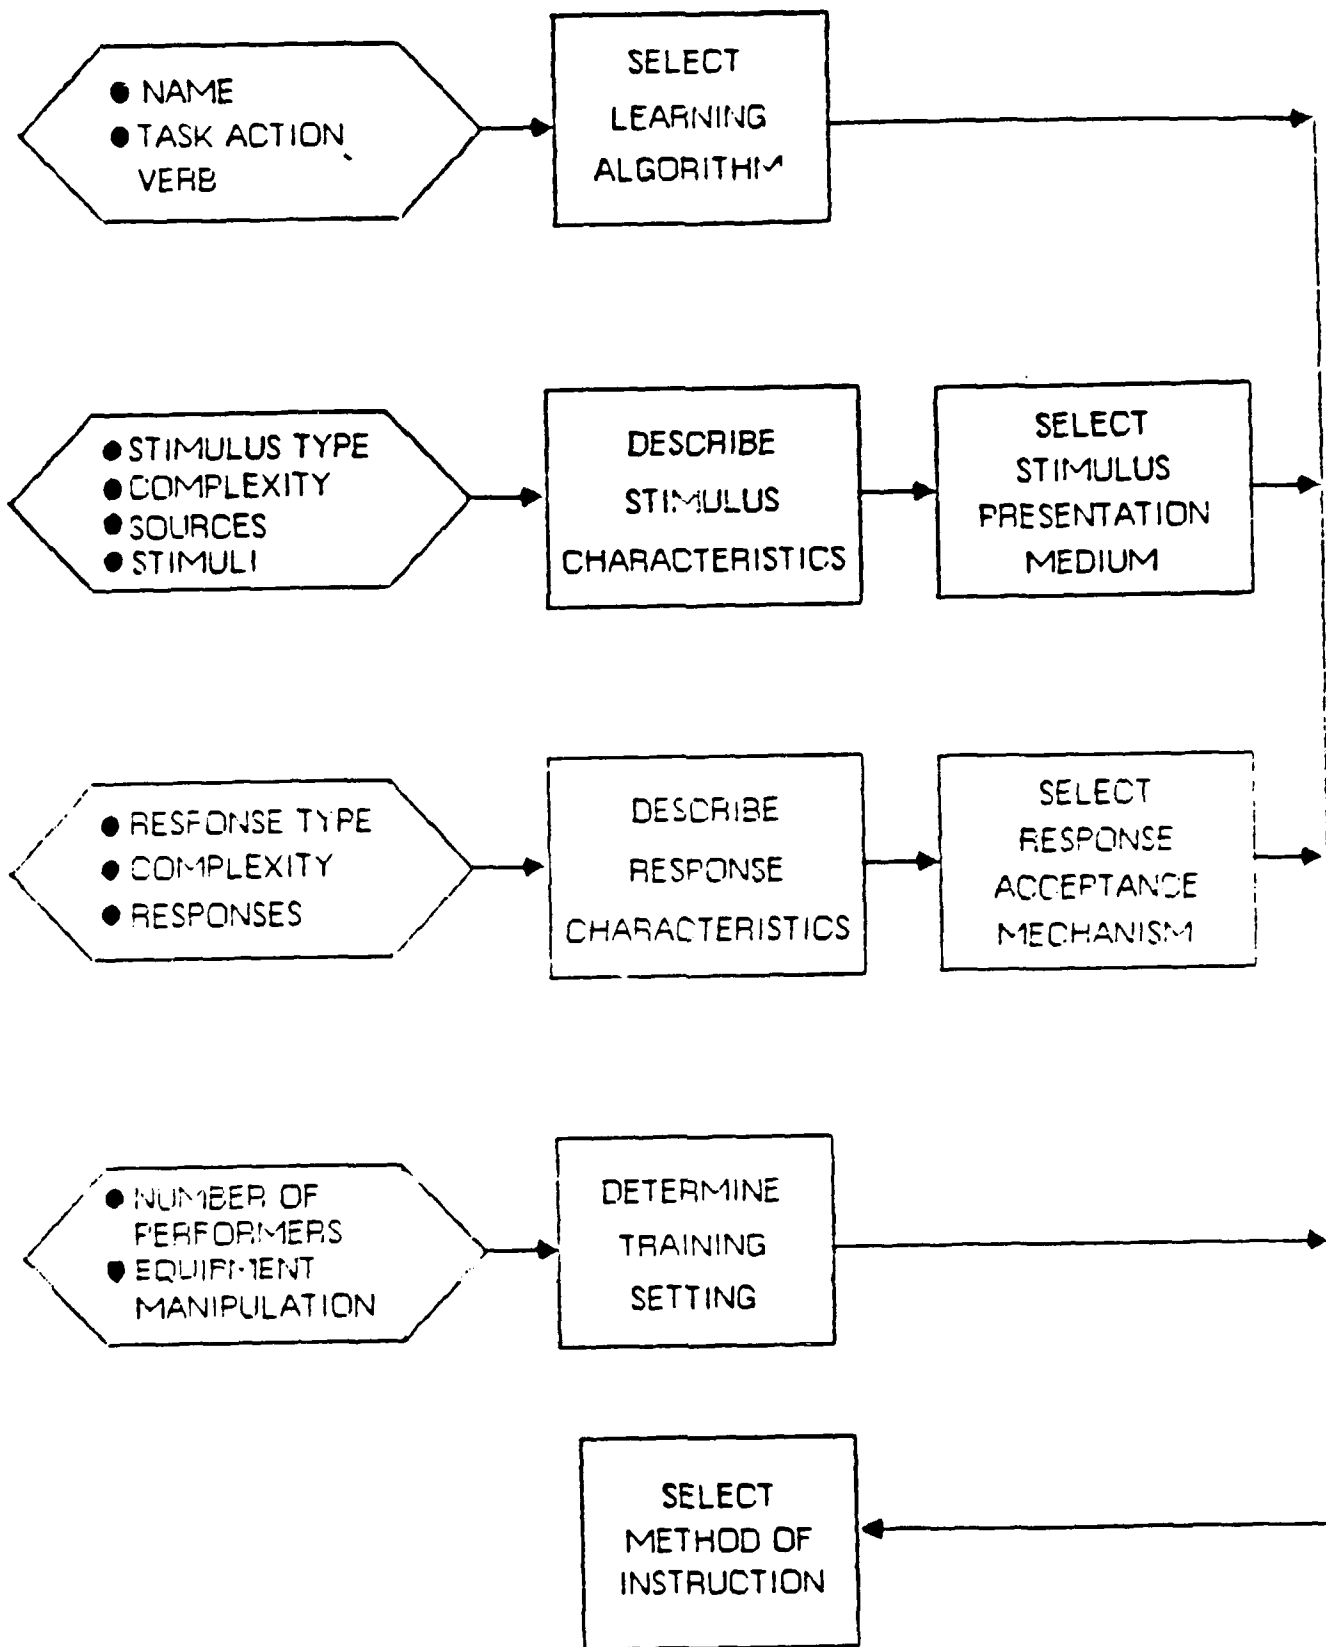 ● NAME
● TASK ACTION
VERB
SELECT
LEARNING
ALGORITHM
● STIMULUS TYPE
● COMPLEXITY
● SOURCES
● STIMULI
DESCRIBE
STIMULUS
CHARACTERISTICS
SELECT
STIMULUS
PRESENTATION
MEDIUM
● RESPONSE TYPE
● COMPLEXITY
● RESPONSES
DESCRIBE
RESPONSE
CHARACTERISTICS
SELECT
RESPONSE
ACCEPTANCE
MECHANISM
● NUMBER OF
PERFORMERS
● EQUIPMENT
MANIPULATION
DETERMINE
TRAINING
SETTING
SELECT
METHOD OF
INSTRUCTION